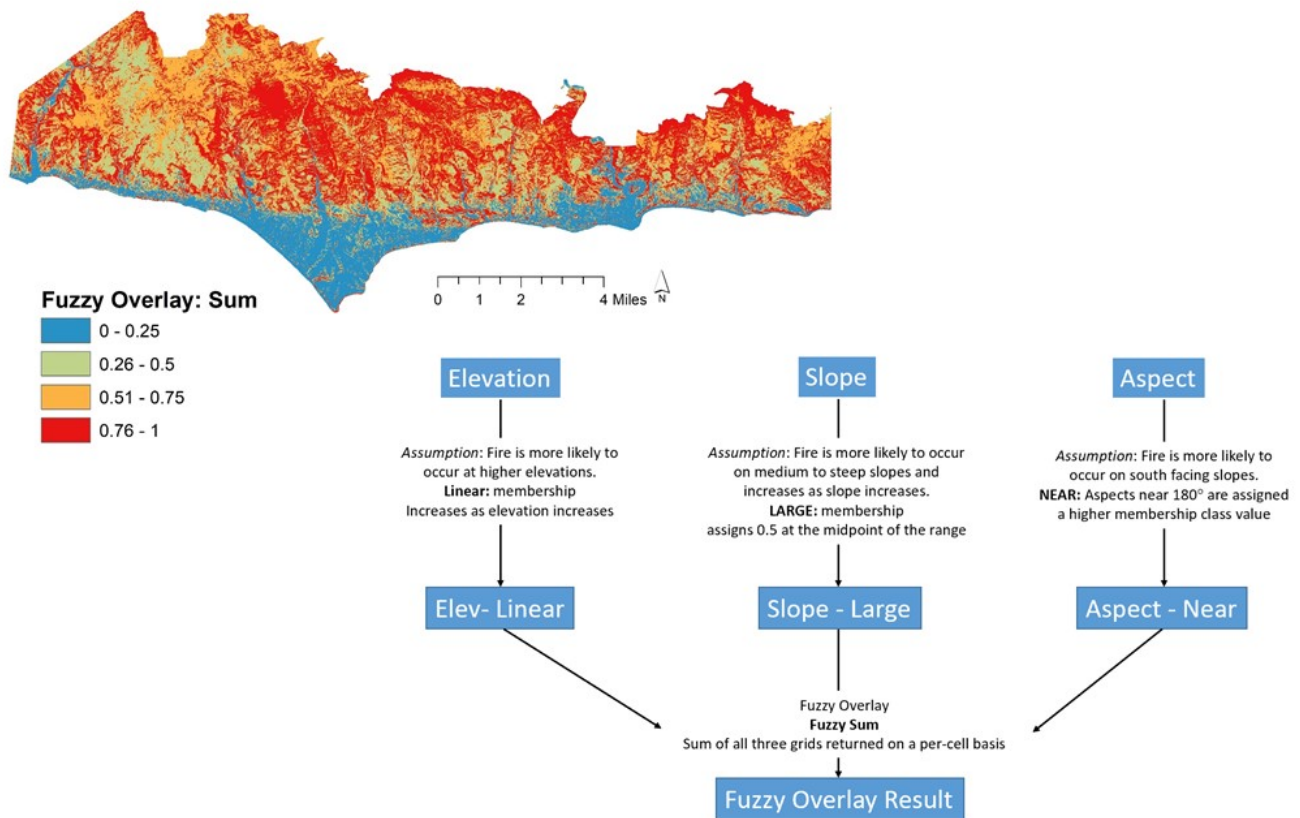 0 1 2 4 Miles
N
Fuzzy Overlay: Sum
0 - 0.25
0.26 - 0.5
0.51 - 0.75
0.76 - 1
Elevation
Assumption: Fire is more likely to
occur at higher elevations.
Linear: membership
Increases as elevation increases
Elev- Linear
Slope
Assumption: Fire is more likely to occur
on medium to steep slopes and
increases as slope increases.
LARGE: membership
assigns 0.5 at the midpoint of the range
Slope - Large
Aspect
Assumption: Fire is more likely to
occur on south facing slopes.
NEAR: Aspects near 180° are assigned
a higher membership class value
Aspect - Near
Fuzzy Overlay
Fuzzy Sum
Sum of all three grids returned on a per-cell basis
Fuzzy Overlay Result